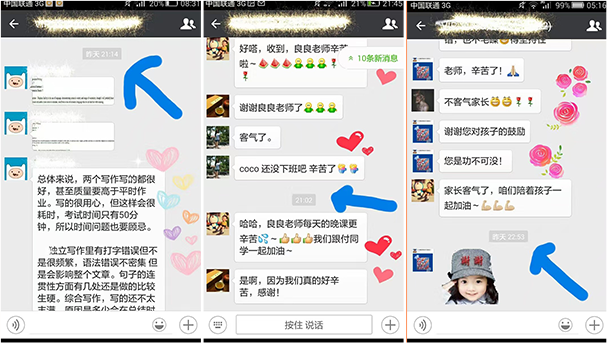 中国联通 3G
20% 08:31
昨天 21:14
总体来说，两个写作写的都很
好，甚至质量要高于平时作
业。写的很用心，但这样会很
耗时，考试时间只有50分
钟，所以时间问题也要顾忌。
独立写作里有打字错误但不
是很频繁，语法错误不密集 但
是会影响整个文章。句子的连
贯性方面有几处还是做的比较
生硬。综合写作，写的还不太
中国联通 3G
21% 21:45
好嗒，收到，良良老师辛苦
啦～
10条新消息
谢谢良良老师了
客气了。
coco 还没下班吧 辛苦了
21:02
哈哈，良良老师每天的晚课更
辛苦～我们跟付同
学一起加油～
是啊，因为我们真的好辛
苦，感谢！
按住 说话
中国联通 3G
99% 05:16
老师，辛苦了！
不客气家长
谢谢您对孩子的鼓励
您是功不可没！
家长客气了，咱们陪着孩子一
起加油～
昨天 22:53
谢谢